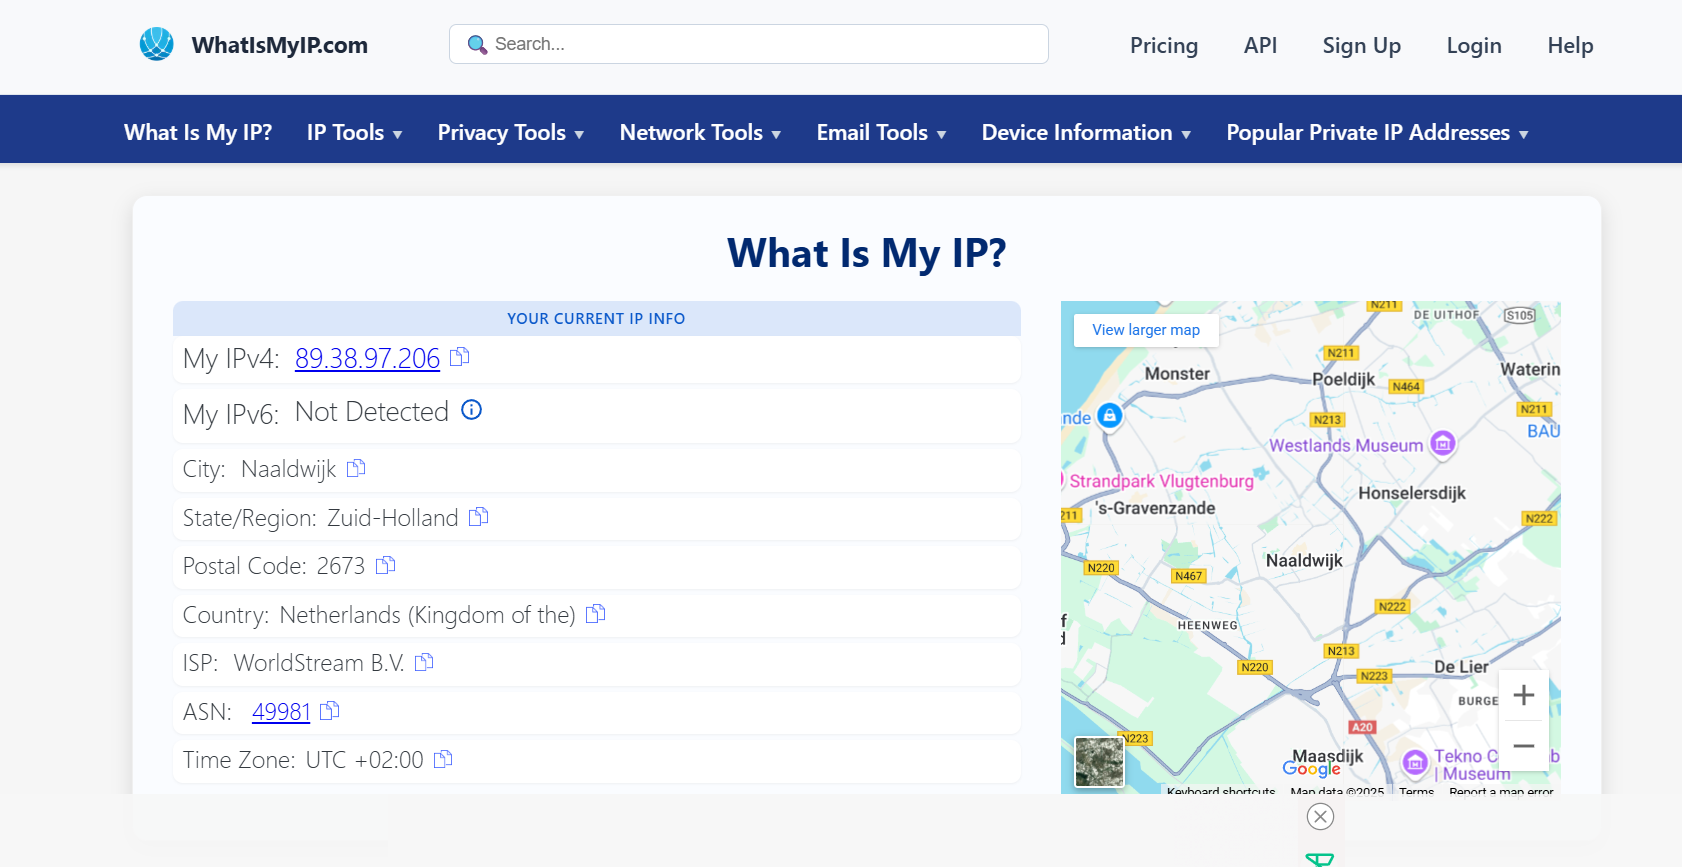 WhatIsMyIP.com
Search...
Pricing API Sign Up Login Help
What Is My IP? IP Tools ▼ Privacy Tools ▼ Network Tools ▼ Email Tools ▼ Device Information ▼ Popular Private IP Addresses ▼
What Is My IP?
YOUR CURRENT IP INFO
My IPv4: 89.38.97.206
My IPv6: Not Detected
City: Naaldwijk
State/Region: Zuid-Holland
Postal Code: 2673
Country: Netherlands (Kingdom of the)
ISP: WorldStream B.V.
ASN: 49981
Time Zone: UTC +02:00
View larger map
N211
DE UITHOF
S105
N211
Monster
Poeldijk
N464
Waterin
nde
N213
N211
BAU
Westlands Museum
Strandpark Vlugtenburg
Honselersdijk
's-Gravenzande
211
N222
Naaldwijk
N220
N467
N222
HEENWEG
N213
N220
De Lier
N223
BURGE
A20
N223
Maasdijk
Tekno C
b
| Museum
Google
Keyboard shortcuts Map data ©2025 Terms Report a map error